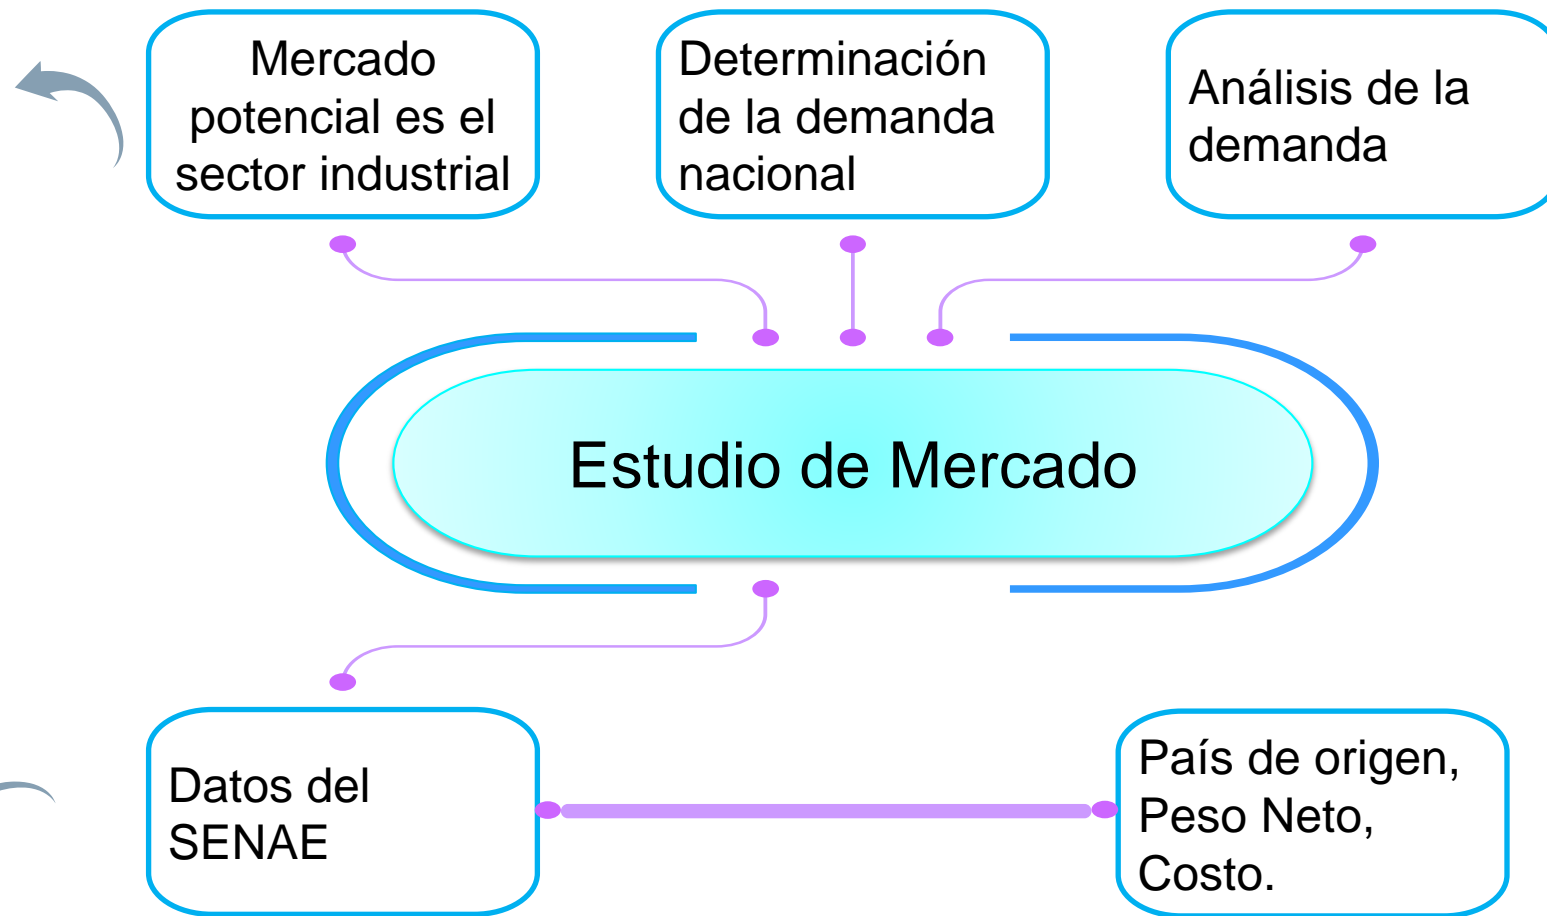 Mercado
potencial es el
sector industrial
Determinación
de la demanda
nacional
Análisis de la
demanda
Estudio de Mercado
Datos del
SENAE
País de origen,
Peso Neto,
Costo.